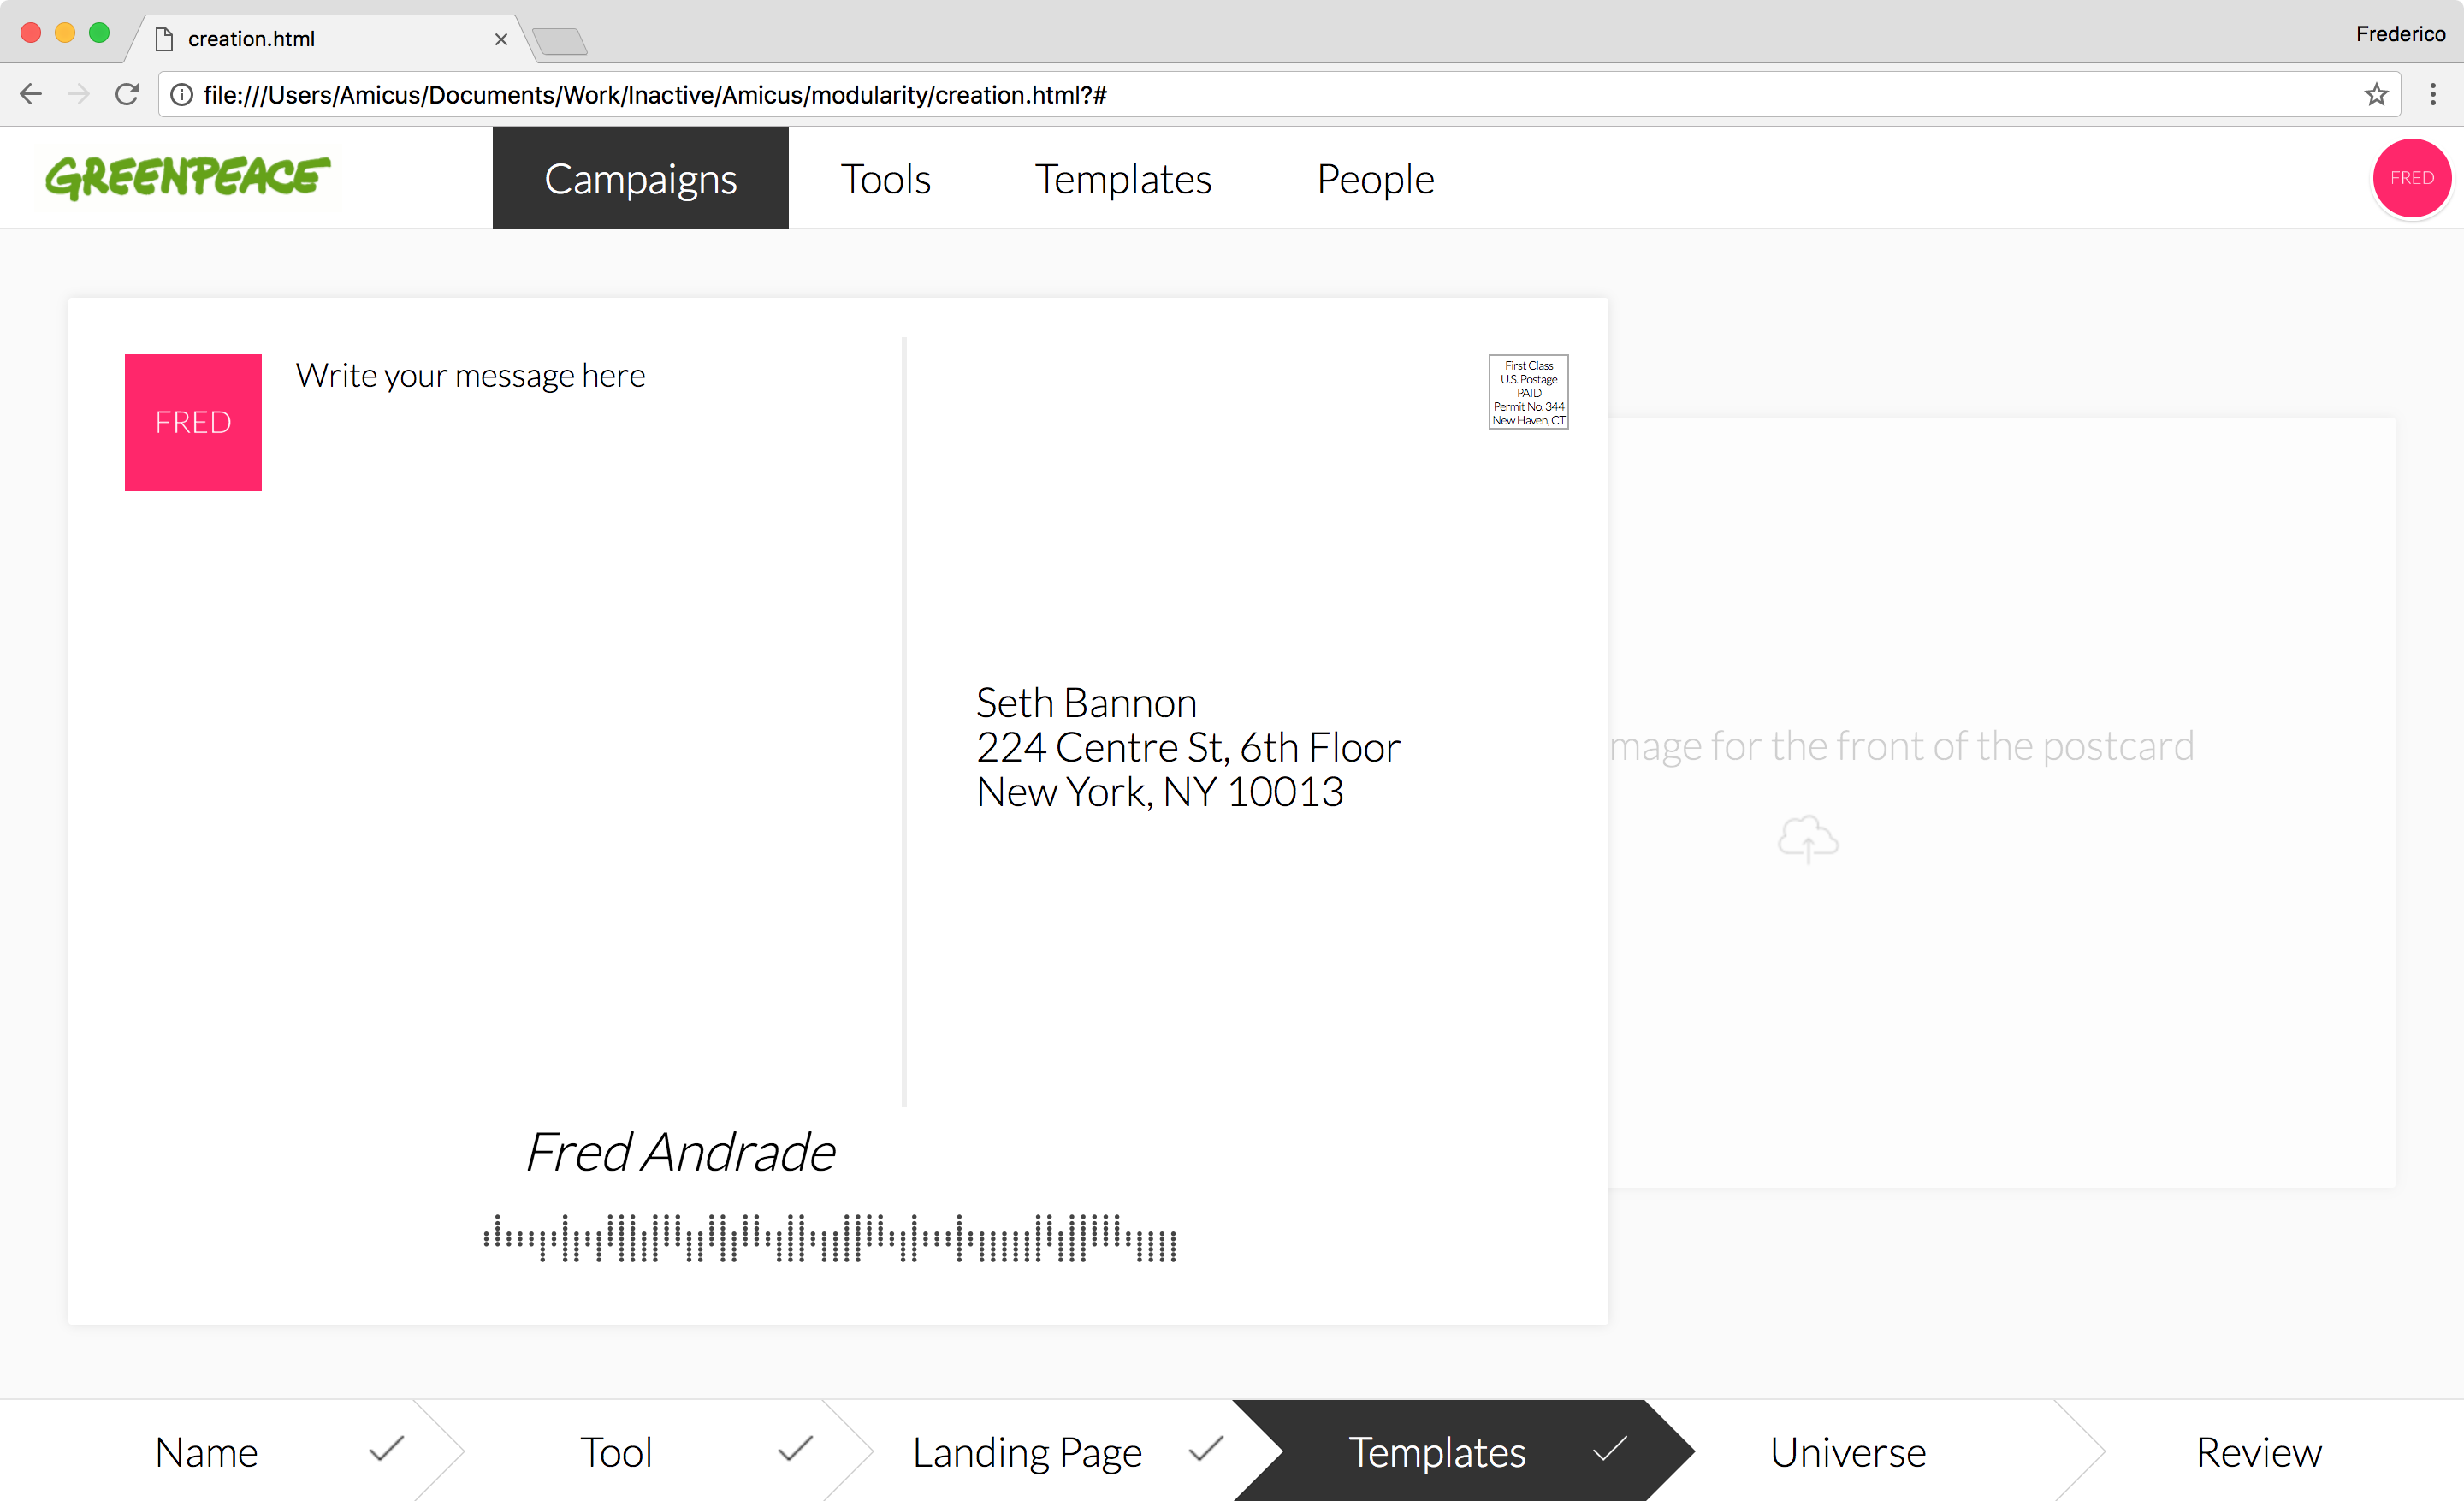 creation.html
Frederico
file:///Users/Amicus/Documents/Work/Inactive/Amicus/modularity/creation.html?#
GREENPEACE
Campaigns
Tools
Templates
People
FRED
FRED
Write your message here
First Class
U.S. Postage
PAID
Permit No. 344
New Haven, CT
Seth Bannon
224 Centre St, 6th Floor
New York, NY 10013
mage for the front of the postcard
Fred Andrade
Name
Tool
Landing Page
Templates
Universe
Review